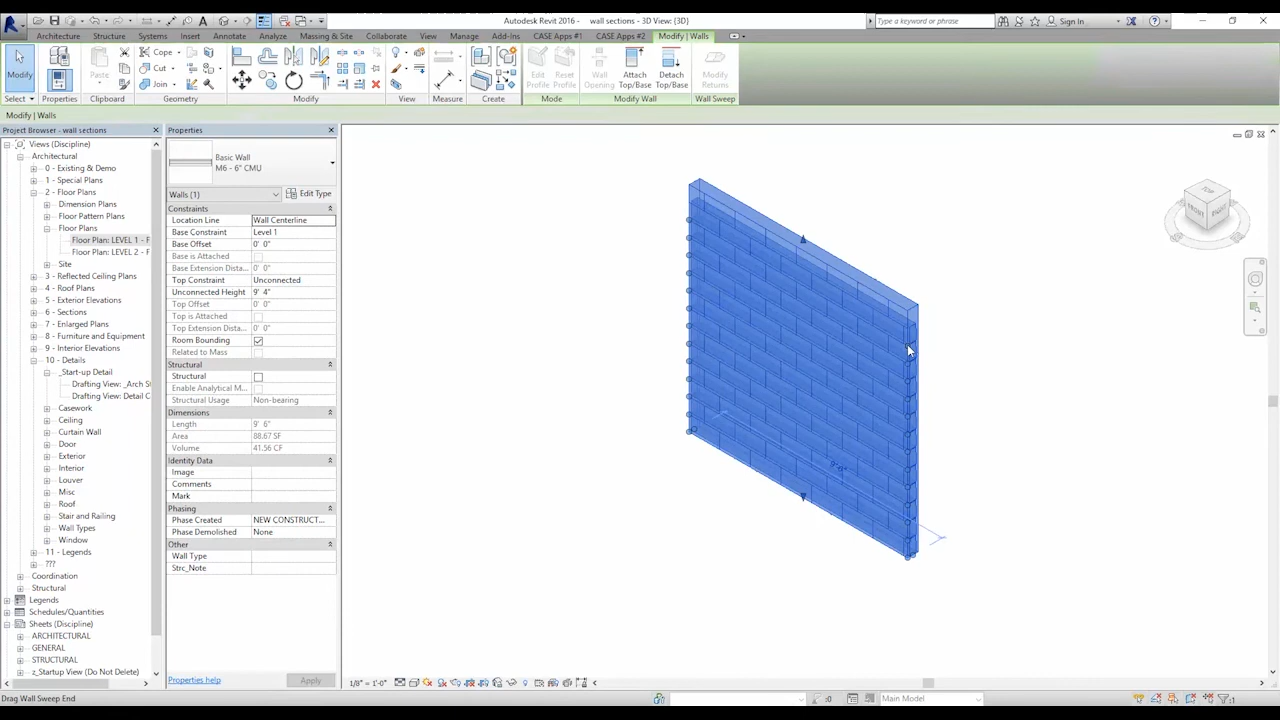 Autodesk Revit 2016 - wall sections - 3D View: {3D}
Type a keyword or phrase
Sign In
Architecture Structure Systems Insert Annotate Analyze Massing & Site Collaborate View Manage Add-Ins CASE Apps #1 CASE Apps #2 Modify | Walls
Modify
Select
Properties
Paste
Clipboard
Cope
Cut
Join
Geometry
Modify
View
Measure
Create
Edit Profile
Reset Profile
Mode
Wall Opening
Attach Top/Base
Detach Top/Base
Modify Wall
Modify Returns
Wall Sweep
Modify | Walls
Project Browser - wall sections
Views (Discipline)
Architectural
0 - Existing & Demo
1 - Special Plans
2 - Floor Plans
Dimension Plans
Floor Pattern Plans
Floor Plans
Floor Plan: LEVEL 1 - F
Floor Plan: LEVEL 2 - F
Site
3 - Reflected Ceiling Plans
4 - Roof Plans
5 - Exterior Elevations
6 - Sections
7 - Enlarged Plans
8 - Furniture and Equipment
9 - Interior Elevations
10 - Details
_Start-up Detail
Drafting View: _Arch St
Drafting View: Detail C
Casework
Ceiling
Curtain Wall
Door
Exterior
Interior
Louver
Misc
Roof
Stair and Railing
Wall Types
Window
11 - Legends
???
Coordination
Structural
Legends
Schedules/Quantities
Sheets (Discipline)
ARCHITECTURAL
GENERAL
STRUCTURAL
z_Startup View (Do Not Delete)
Properties
Basic Wall
M6 - 6" CMU
Walls (1)
Edit Type
Constraints
Location Line Wall Centerline
Base Constraint Level 1
Base Offset 0' 0"
Base is Attached
Base Extension Dista... 0' 0"
Top Constraint Unconnected
Unconnected Height 9' 4"
Top Offset 0' 0"
Top is Attached
Top Extension Dista... 0' 0"
Room Bounding
Related to Mass
Structural
Structural
Enable Analytical M...
Structural Usage Non-bearing
Dimensions
Length 9' 6"
Area 88.67 SF
Volume 41.56 CF
Identity Data
Image
Comments
Mark
Phasing
Phase Created NEW CONSTRUCT...
Phase Demolished None
Other
Wall Type
Strc_Note
Properties help
Apply
TOP
FRONT
RIGHT
1/8" = 1'-0"
Drag Wall Sweep End
:0
Main Model
:1